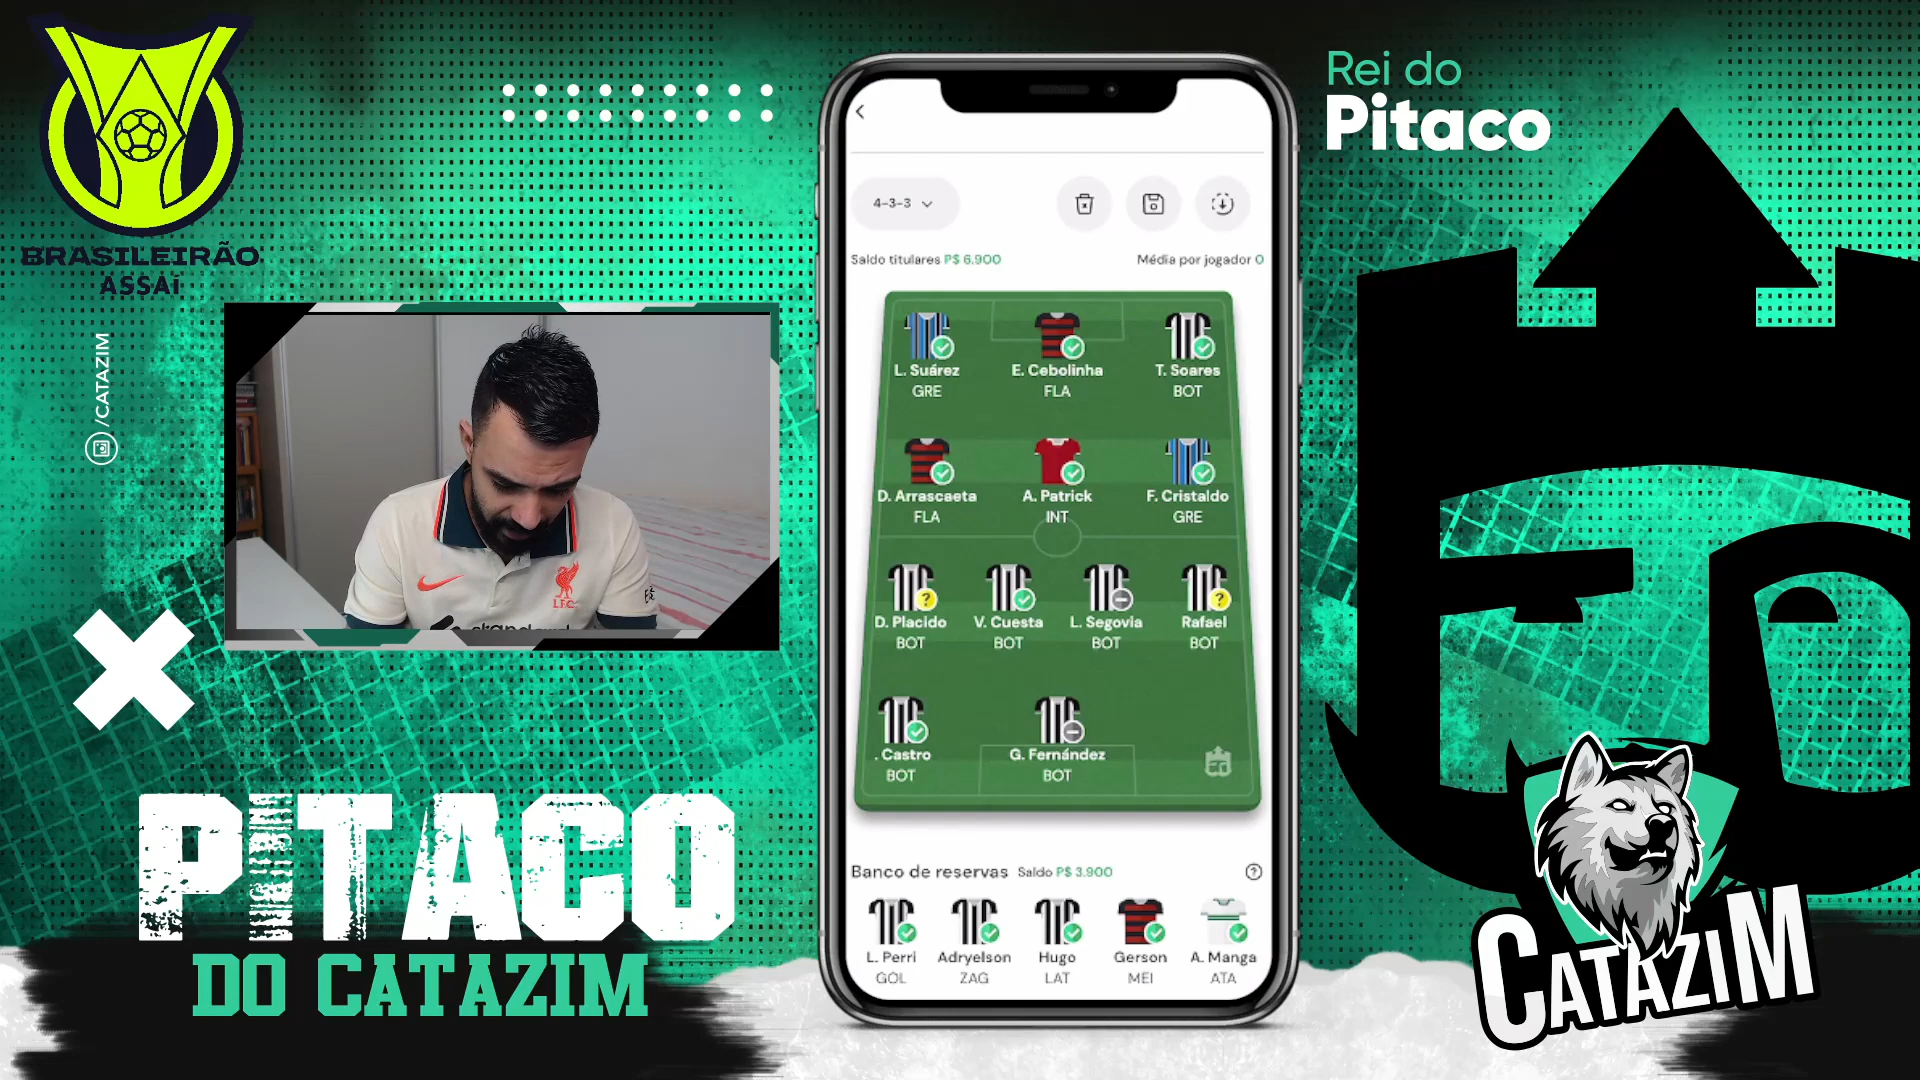 BRASILEIRÃO
ASSAÍ
/CATAZIM
L.F.C.
PITACO
DO CATAZIM
4-3-3
Saldo titulares P$ 6.900
Média por jogador 0
L. Suárez
GRE
E. Cebolinha
FLA
T. Soares
BOT
D. Arrascaeta
FLA
A. Patrick
INT
F. Cristaldo
GRE
D. Placido
BOT
V. Cuesta
BOT
L. Segovia
BOT
Rafael
BOT
. Castro
BOT
G. Fernández
BOT
Banco de reservas Saldo P$ 3.900
L. Perri
GOL
Adryelson
ZAG
Hugo
LAT
Gerson
MEI
A. Manga
ATA
Rei do
Pitaco
CATAZIM